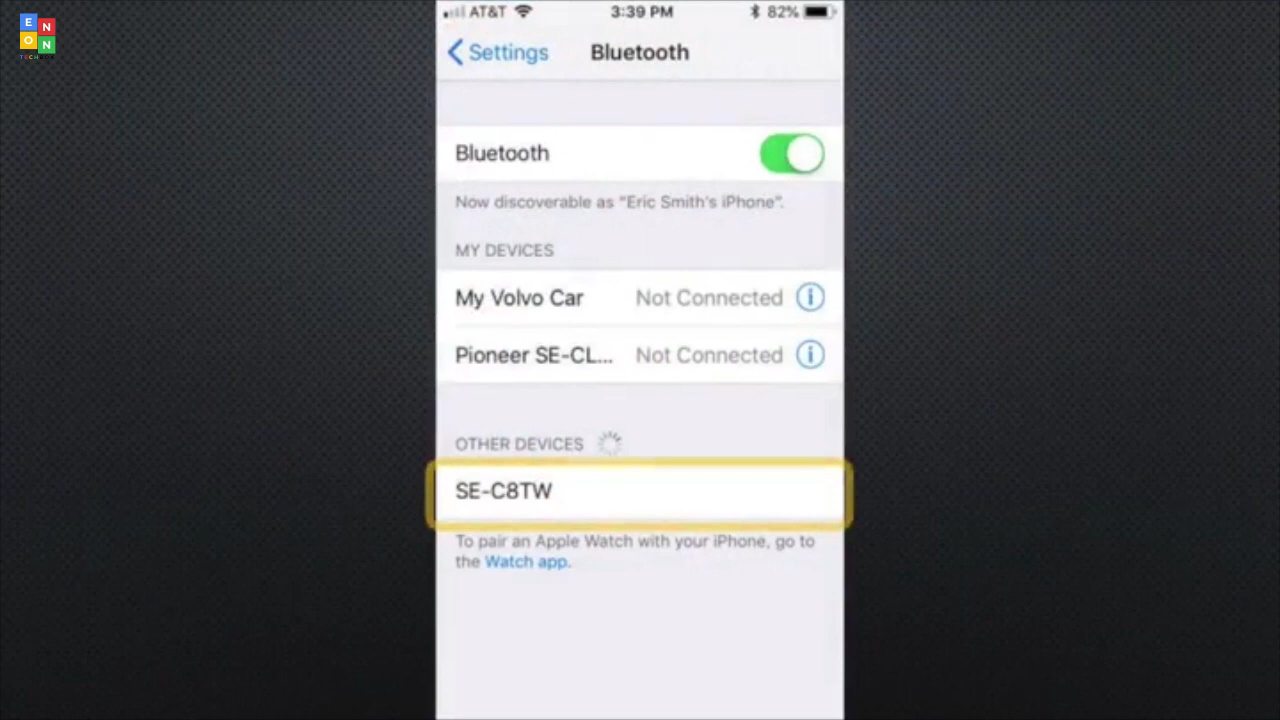 E
N
O
N
TECH
AT&T
3:39 PM
82%
Settings
Bluetooth
Bluetooth
Now discoverable as "Eric Smith's iPhone".
MY DEVICES
My Volvo Car Not Connected
Pioneer SE-CL... Not Connected
OTHER DEVICES
SE-C8TW
To pair an Apple Watch with your iPhone, go to
the Watch app.